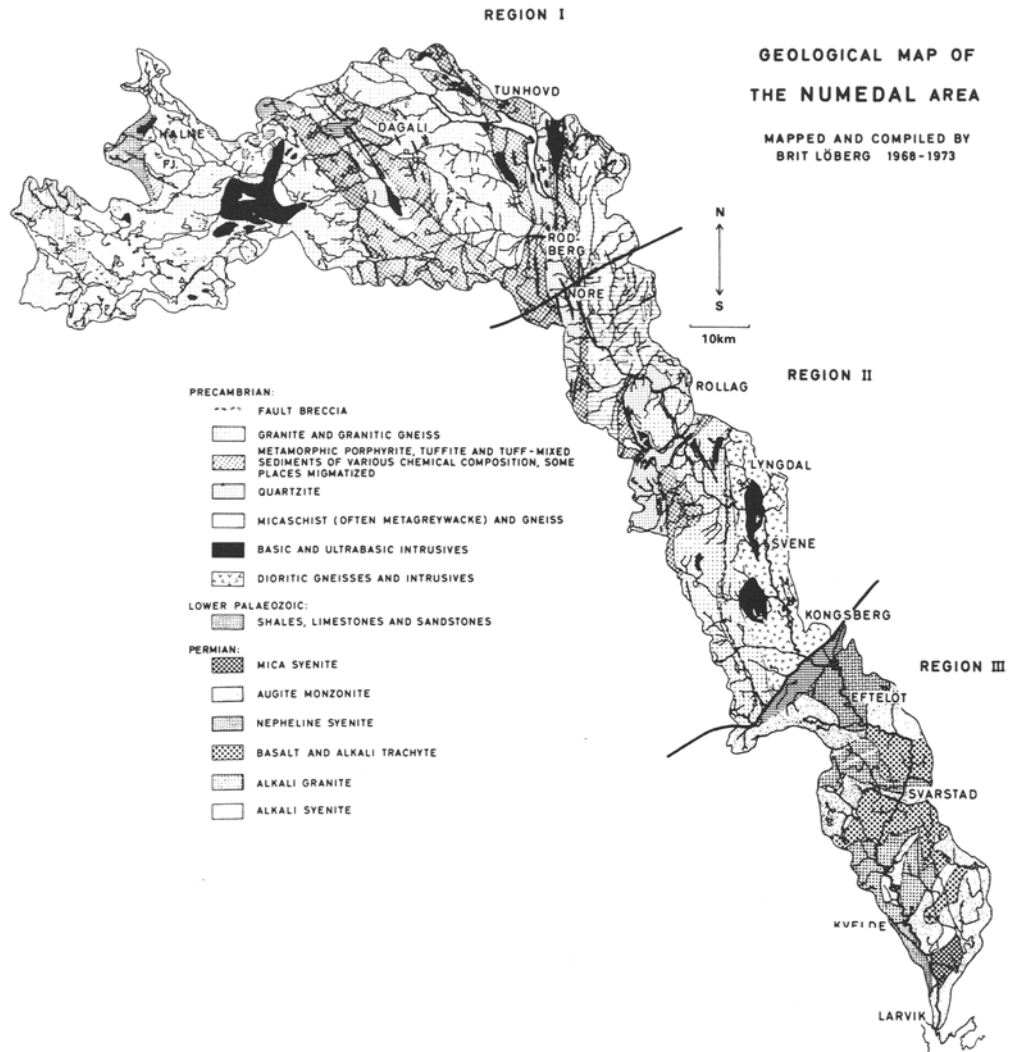 REGION I
GEOLOGICAL MAP OF
THE NUMEDAL AREA
MAPPED AND COMPILED BY
BRIT LÖBERG 1968-1973
TUNHOVD
DAGALI
HALNE
FJ.
RÖD-
BERG
NORE
N
S
10km
REGION II
ROLLAG
LYNGDAL
SVENE
KONGSBERG
REGION III
EFTELÖT
SVARSTAD
KVELDE
LARVIK
PRECAMBRIAN:
FAULT BRECCIA
GRANITE AND GRANITIC GNEISS
METAMORPHIC PORPHYRITE, TUFFITE AND TUFF-MIXED
SEDIMENTS OF VARIOUS CHEMICAL COMPOSITION, SOME
PLACES MIGMATIZED
QUARTZITE
MICASCHIST (OFTEN METAGREYWACKE) AND GNEISS
BASIC AND ULTRABASIC INTRUSIVES
DIORITIC GNEISSES AND INTRUSIVES
LOWER PALAEOZOIC:
SHALES, LIMESTONES AND SANDSTONES
PERMIAN:
MICA SYENITE
AUGITE MONZONITE
NEPHELINE SYENITE
BASALT AND ALKALI TRACHYTE
ALKALI GRANITE
ALKALI SYENITE